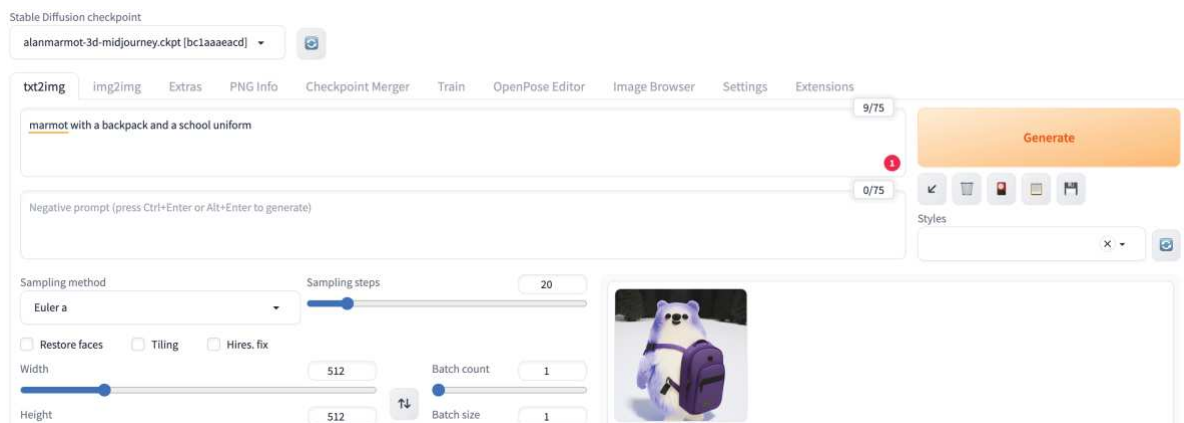 Stable Diffusion checkpoint
alanmarmot-3d-midjourney.ckpt [bc1aaaeacd]
txt2img img2img Extras PNG Info Checkpoint Merger Train OpenPose Editor Image Browser Settings Extensions
9/75
marmot with a backpack and a school uniform
1
Generate
0/75
Negative prompt (press Ctrl+Enter or Alt+Enter to generate)
Styles
Sampling method
Sampling steps
20
Euler a
Restore faces Tiling Hires. fix
Width
512
Batch count
1
Height
512
Batch size
1